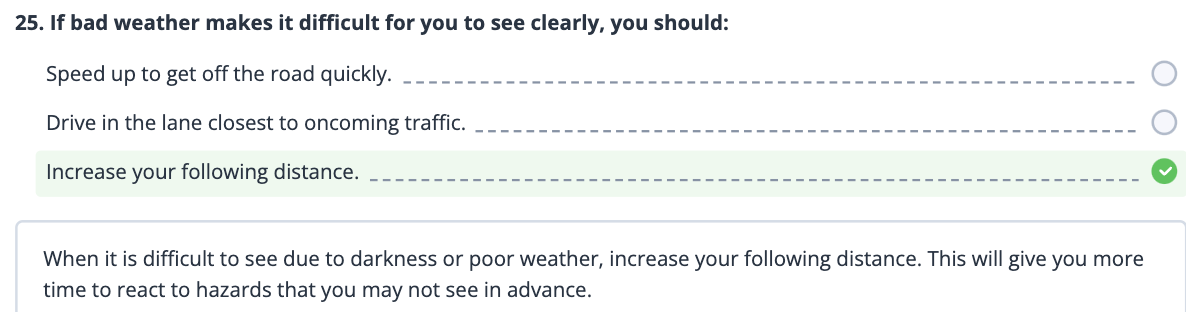 25. If bad weather makes it difficult for you to see clearly, you should:
Speed up to get off the road quickly.
Drive in the lane closest to oncoming traffic.
Increase your following distance.
When it is difficult to see due to darkness or poor weather, increase your following distance. This will give you more
time to react to hazards that you may not see in advance.